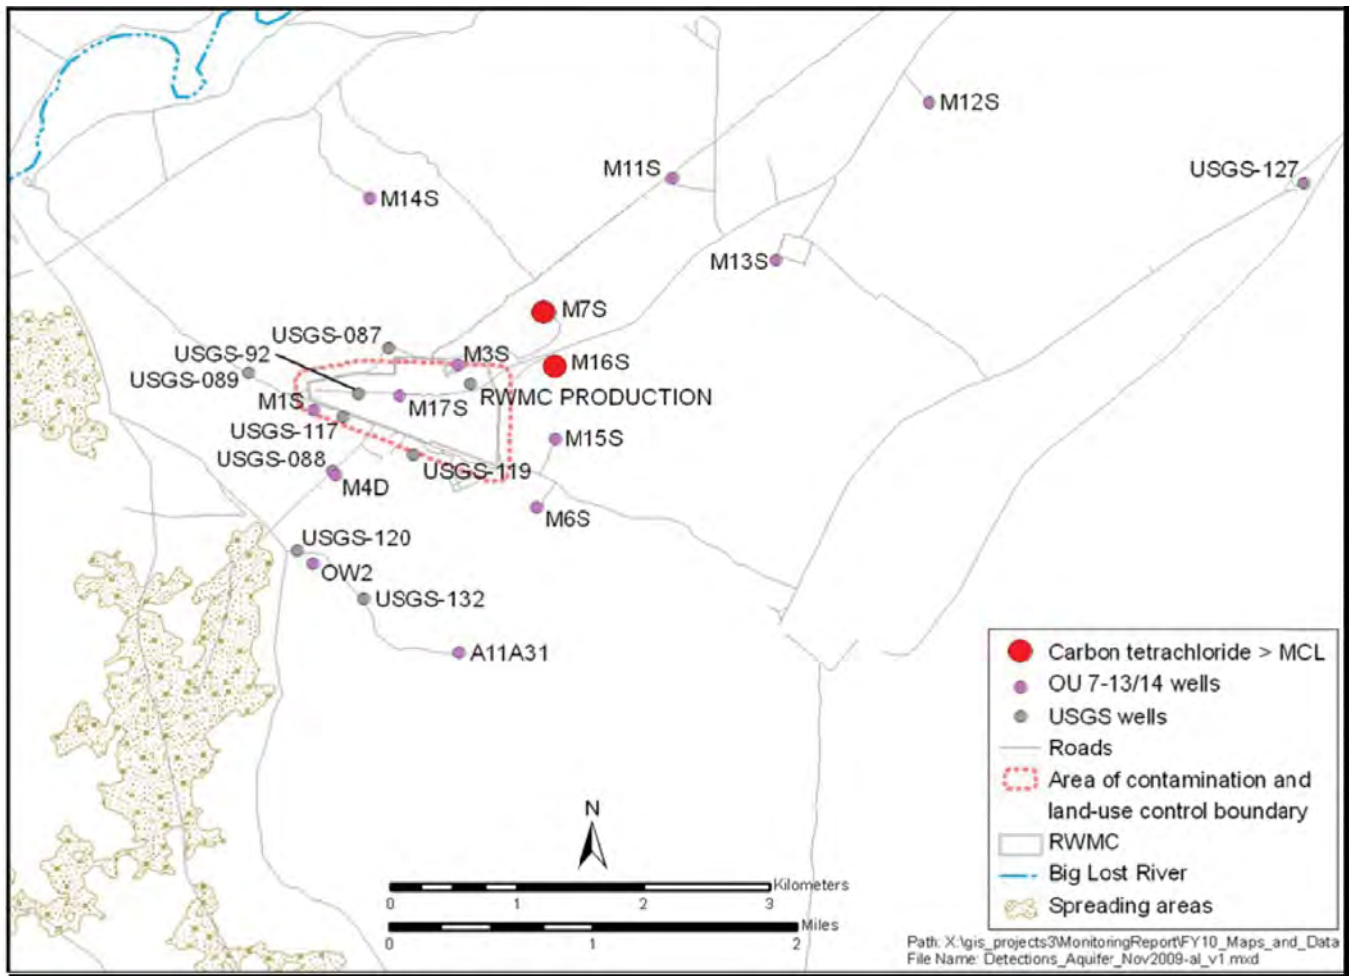 M12S
M11S
USGS-127
M14S
M13S
M7S
USGS-087
USGS-92
M3S
M16S
USGS-089
RWMC PRODUCTION
M1S
M17S
USGS-117
M15S
USGS-088
USGS-119
M4D
M6S
USGS-120
OW2
USGS-132
A11A31
Carbon tetrachloride > MCL
OU 7-13/14 wells
USGS wells
Roads
Area of contamination and
land-use control boundary
RWMC
Big Lost River
Spreading areas
N
Kilometers
0 1 2 3
Miles
0 1 2
Path: X:\gis_projects3\MonitoringReport\FY10_Maps_and_Data
File Name: Detections_Aquifer_Nov2009-al_v1.mxd